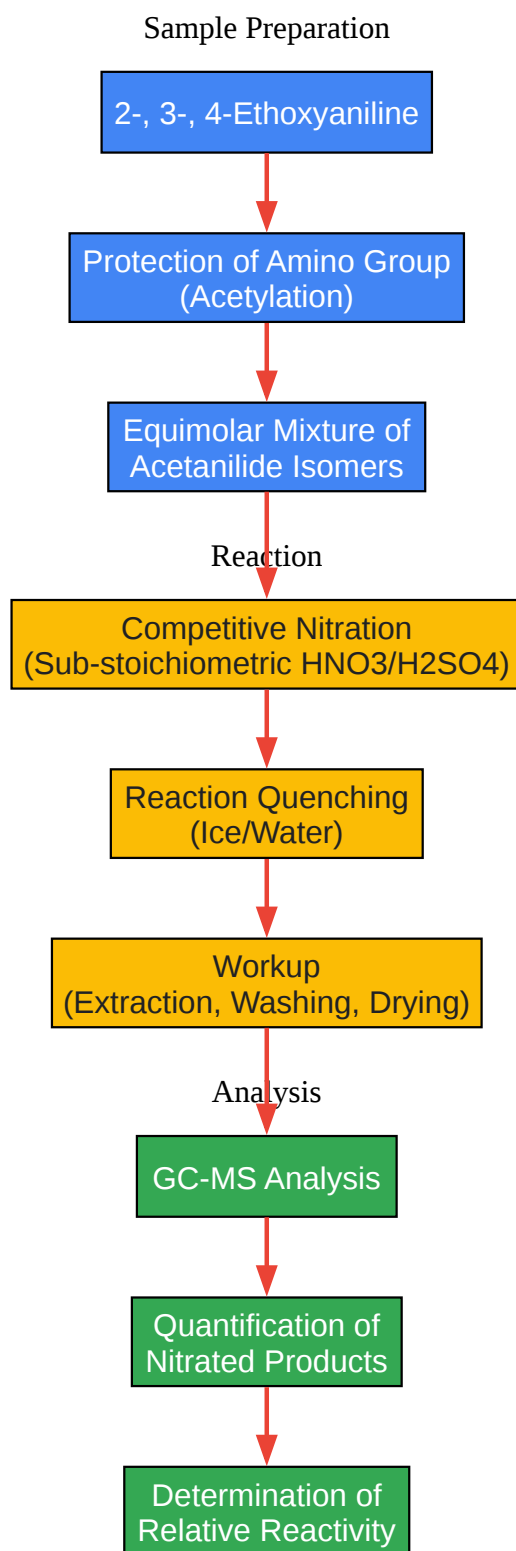 Sample Preparation
2-, 3-, 4-Ethoxyaniline
Protection of Amino Group
(Acetylation)
Equimolar Mixture of
Acetanilide Isomers
Reaction
Competitive Nitration
(Sub-stoichiometric HNO3/H2SO4)
Reaction Quenching
(Ice/Water)
Workup
(Extraction, Washing, Drying)
Analysis
GC-MS Analysis
Quantification of
Nitrated Products
Determination of
Relative Reactivity